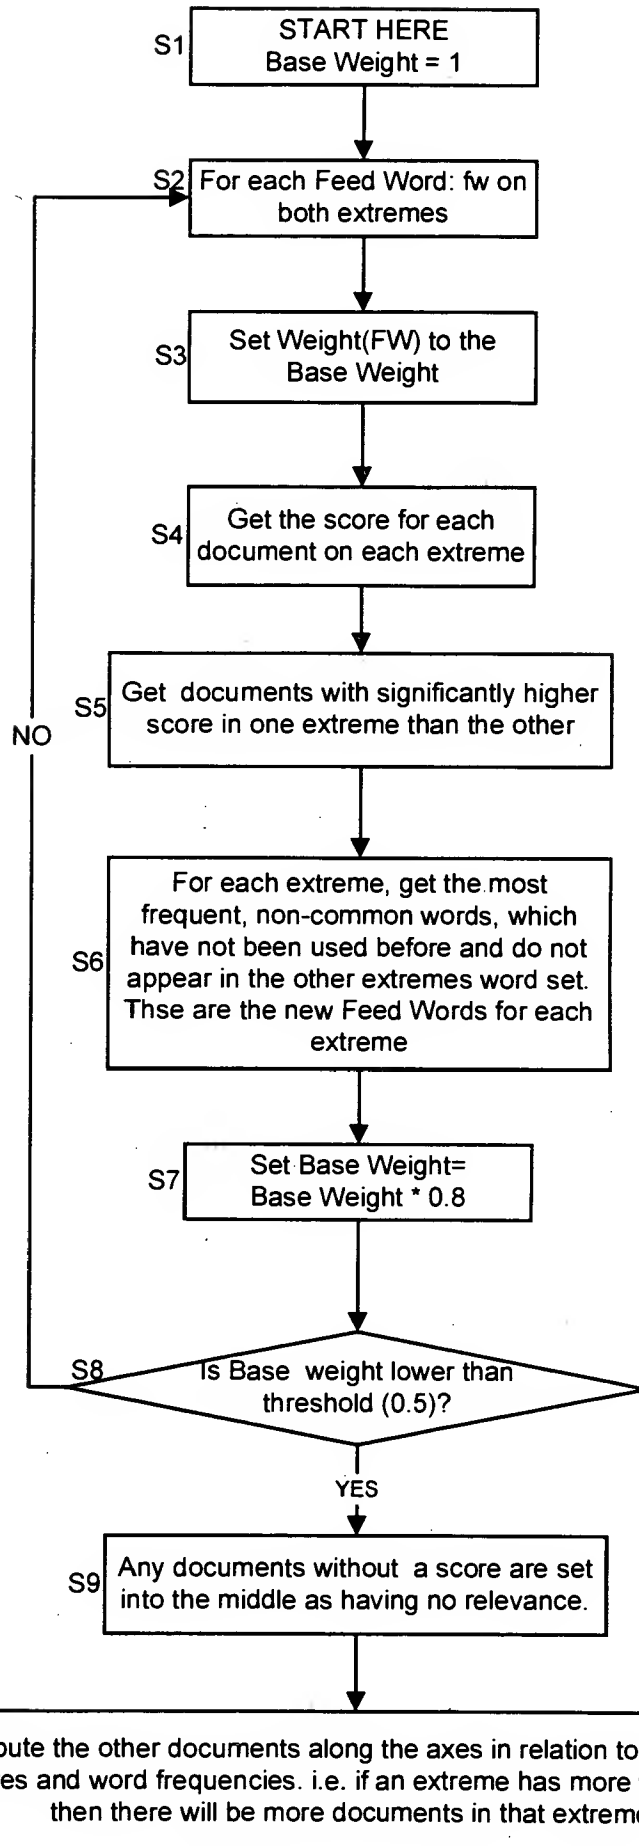 S1
START HERE
Base Weight = 1
S2
For each Feed Word: fw on
both extremes
S3
Set Weight(FW) to the
Base Weight
S4
Get the score for each
document on each extreme
S5
Get documents with significantly higher
score in one extreme than the other
NO
S6
For each extreme, get the most
frequent, non-common words, which
have not been used before and do not
appear in the other extremes word set.
Thse are the new Feed Words for each
extreme
S7
Set Base Weight=
Base Weight * 0.8
S8
Is Base weight lower than
threshold (0.5)?
YES
S9
Any documents without a score are set
into the middle as having no relevance.
the other documents along the axes in relation to
and word frequencies. i.e. if an extreme has more
then there will be more documents in that extreme